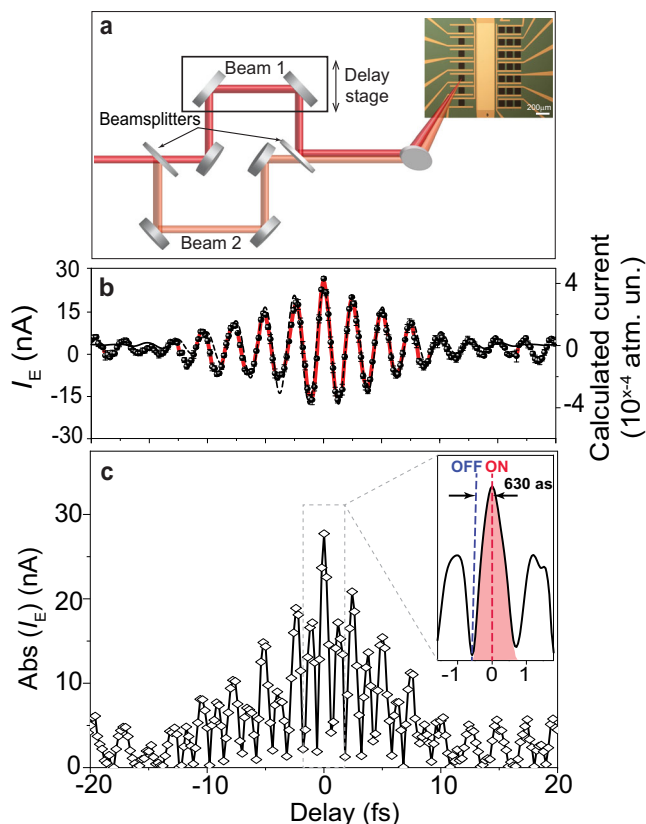 a
Beam 1
Delay
stage
Beamsplitters
Beam 2
200μm
b
30
15
0
-15
-30
I_E (nA)
4
0
-4
Calculated current
(10^x-4 atm. un.)
c
OFF ON
630 as
-1 0 1
30
20
10
0
Abs (I_E) (nA)
-20 -10 0 10 20
Delay (fs)